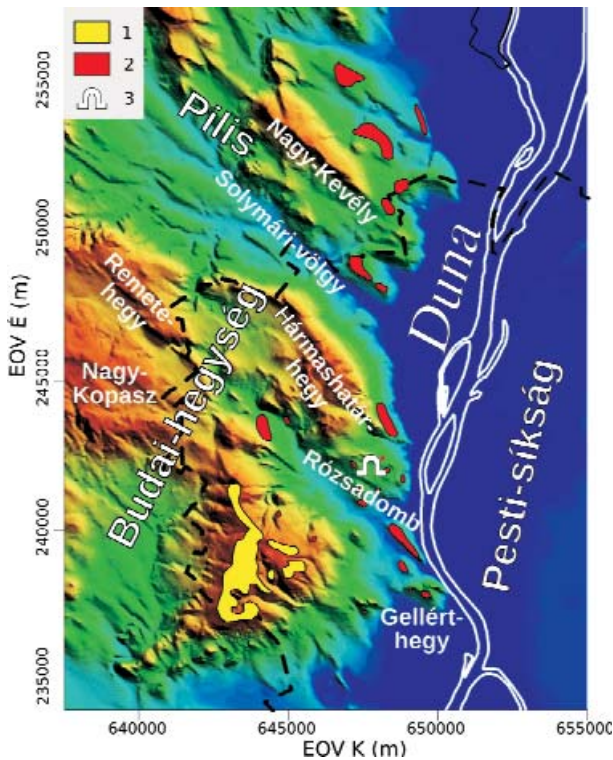 1
2
3
Pilis
Nagy-Kevély
Solymári-völgy
Duna
Remete-
hegy
Hármashatár-
hegy
Nagy-
Kopasz
Budai-hegység
Pesti-síkság
Rózsadomb
Gellért-
hegy
255000
250000
245000
240000
235000
EOV É (m)
640000
645000
650000
655000
EOV K (m)